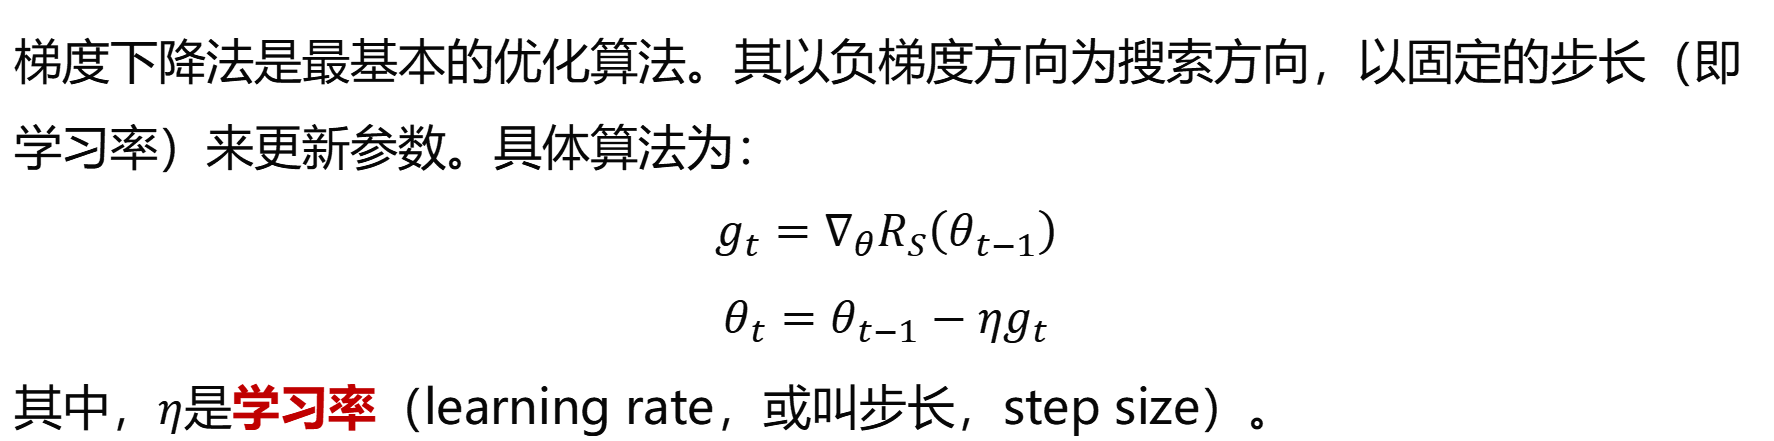 梯度下降法是最基本的优化算法。其以负梯度方向为搜索方向，以固定的步长（即
学习率）来更新参数。具体算法为：
g_t = ∇_θ R_S(θ_{t−1})
θ_t = θ_{t−1} − ηg_t
其中，η是学习率（learning rate，或叫步长，step size）。